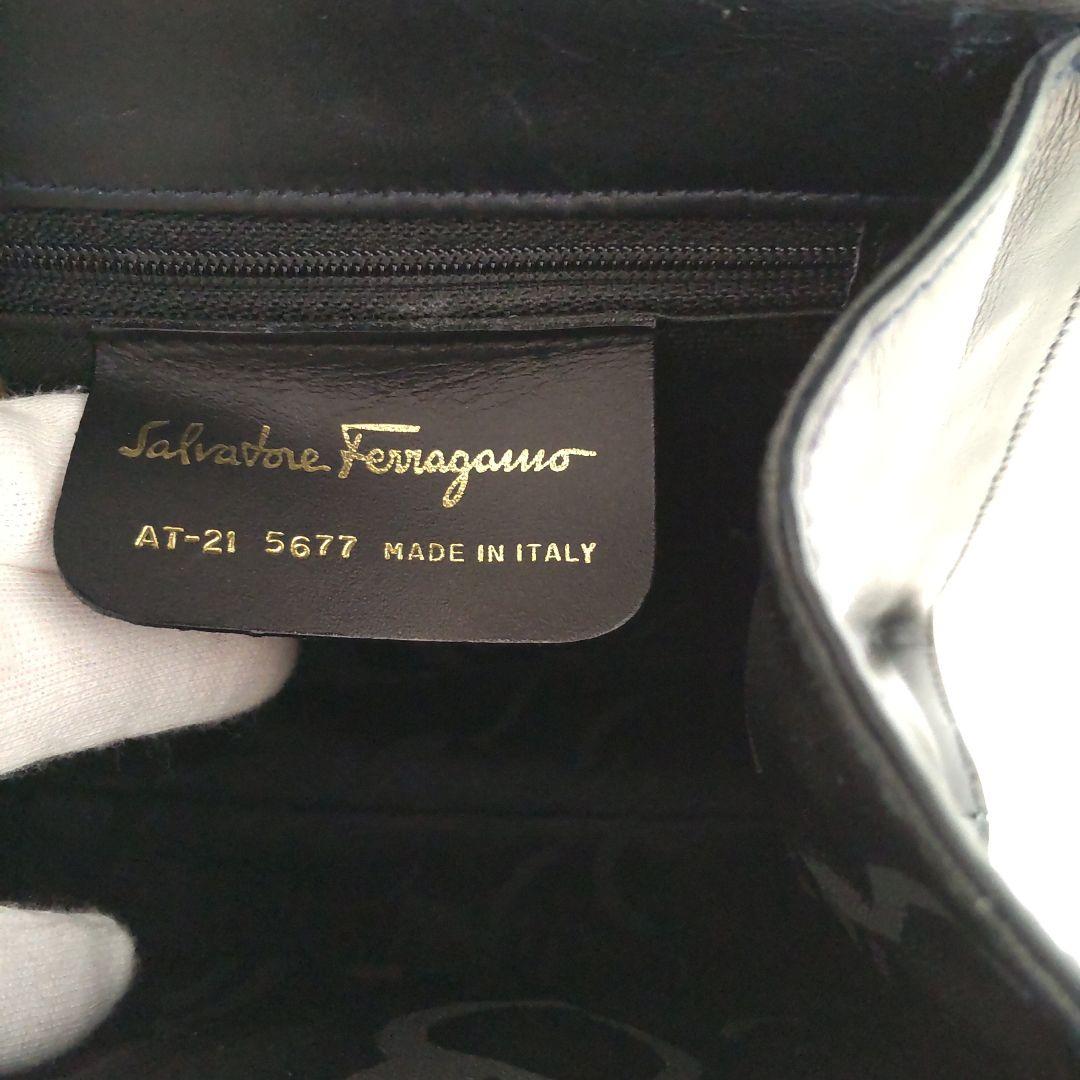 Salvatore Ferragamo
AT-21 5677 MADE IN ITALY